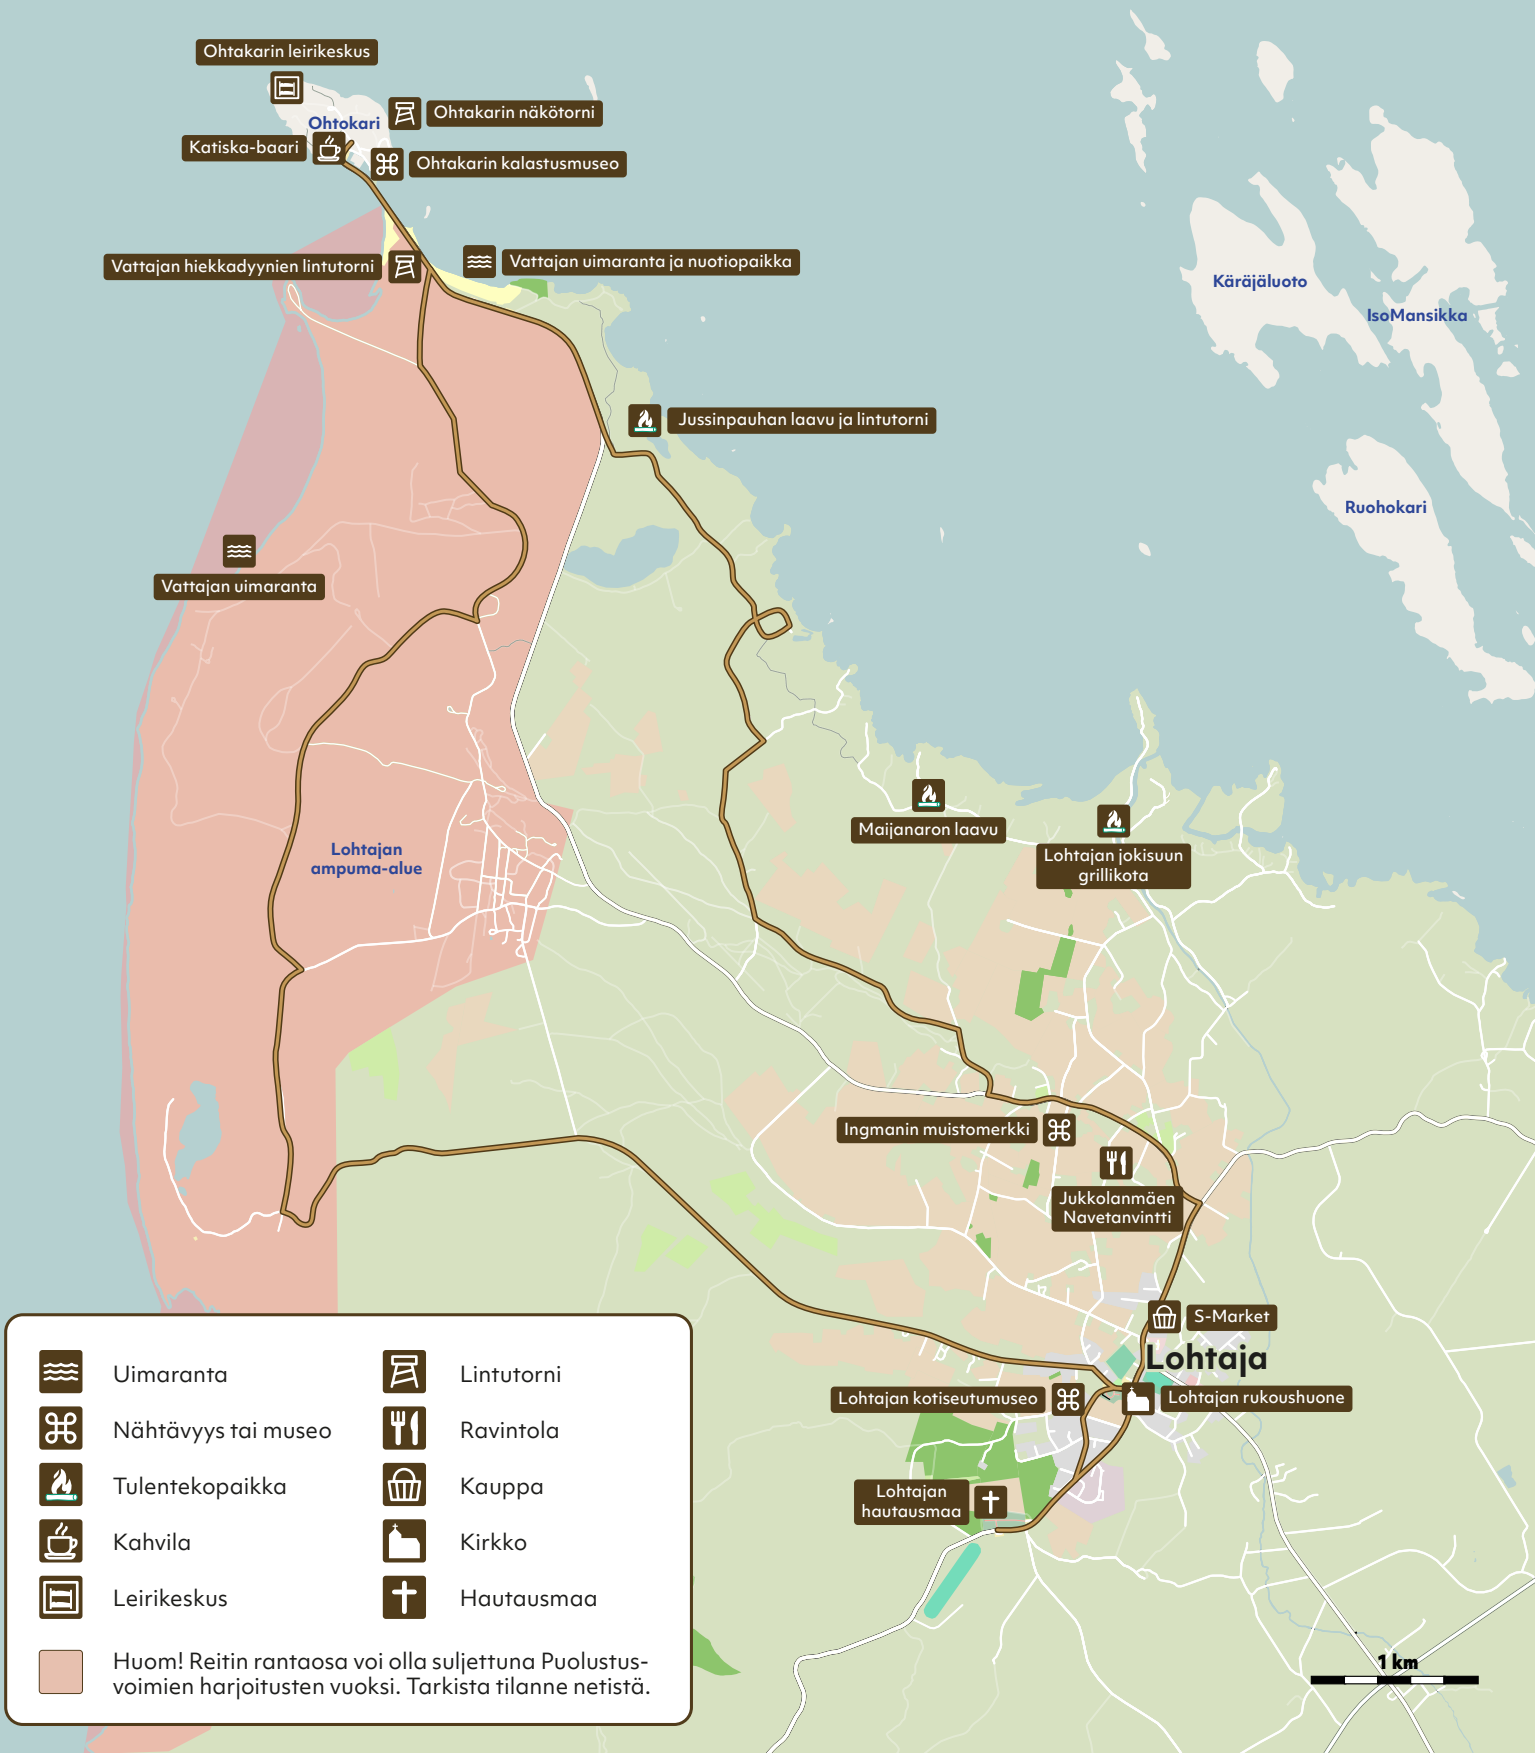 Ohtakarin leirikeskus
Ohtakarin näkötorni
Ohtokari
Katiska-baari
Ohtakarin kalastusmuseo
Vattajan hiekkadyynien lintutorni
Vattajan uimaranta ja nuotiopaikka
Käräjäluoto
IsoMansikka
Jussinpauhan laavu ja lintutorni
Ruohokari
Vattajan uimaranta
Maijanaron laavu
Lohtajan jokisuun
grillikota
Lohtajan
ampuma-alue
Ingmanin muistomerkki
Jukkolanmäen
Navetanvintti
S-Market
Lohtaja
Lohtajan kotiseutumuseo
Lohtajan rukoushuone
Lohtajan
hautausmaa
Uimaranta
Nähtävyys tai museo
Tulentekopaikka
Kahvila
Leirikeskus
Lintutorni
Ravintola
Kauppa
Kirkko
Hautausmaa
Huom! Reitin rantaosa voi olla suljettuna Puolustus-
voimien harjoitusten vuoksi. Tarkista tilanne netistä.
1 km